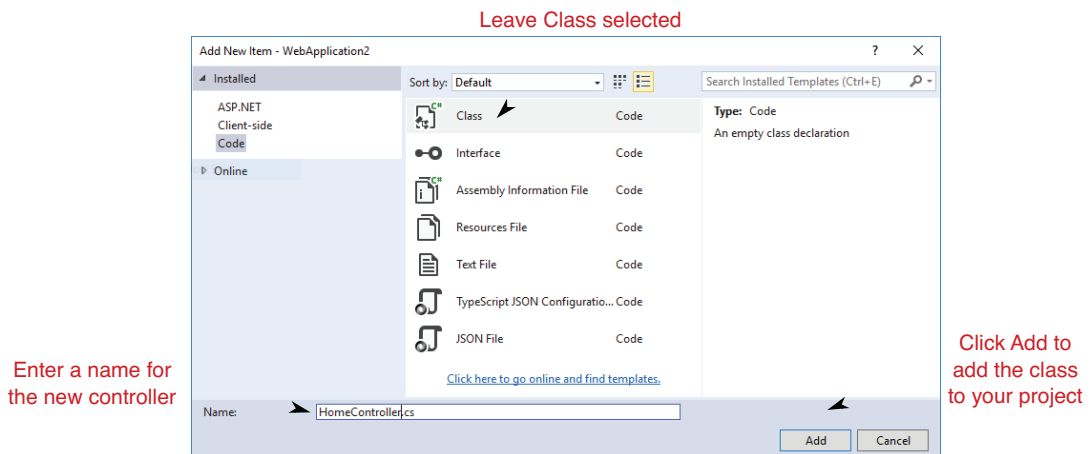 Leave Class selected
Add New Item - WebApplication2
Installed
Sort by: Default
Search Installed Templates (Ctrl+E)
ASP.NET
Client-side
Code
Online
Class Code
Interface Code
Assembly Information File Code
Resources File Code
Text File Code
TypeScript JSON Configuratio... Code
JSON File Code
Click here to go online and find templates.
Type: Code
An empty class declaration
Enter a name for
the new controller
Name: HomeController.cs
Click Add to
add the class
to your project
Add Cancel